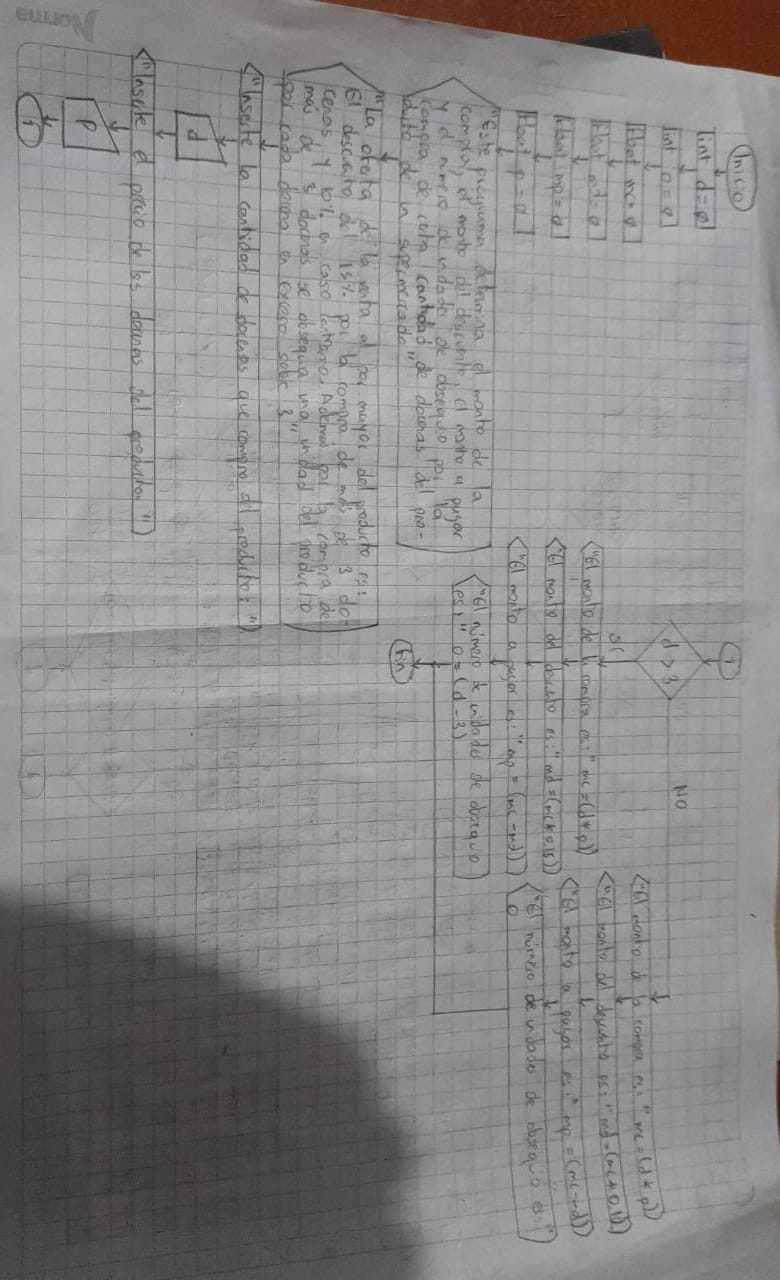 Inicio
int d=0
int o=0
float mc=0
float md=0
float mp=0
float p=0
"Este programa determina el monto de la
compra, el monto del descuento, el monto a pagar
y el número de unidades de obsequio por la
compra de cierta cantidad de docenas del pro-
ducto de un supermercado"
"La oferta de la venta al por mayor del producto es:
El descuento del 15% por la compra de más de 3 do-
cenas y 10% en caso contrario. Además por la compra de
más de 3 docenas se obsequia una unidad del producto
por cada docena en exceso sobre 3"
"Inserte la cantidad de docenas que compro del producto: "
d
"Inserte el precio de las docenas del producto: "
p
1
1
d > 3
NO
SI
"El monto de la compra es:" mc=(d*p)
"El monto del descuento es:" md=(mc*0,15)
"El monto a pagar es:" mp = (mc-md)
"El número de unidades de obsequio
es:" o=(d-3)
"El monto de la compra es:" mc=(d*p)
"El monto del descuento es:" md=(mc*0,1)
"El monto a pagar es:" mp =(mc-md)
"El número de unidades de obsequio es:"
0
Fin
Norma